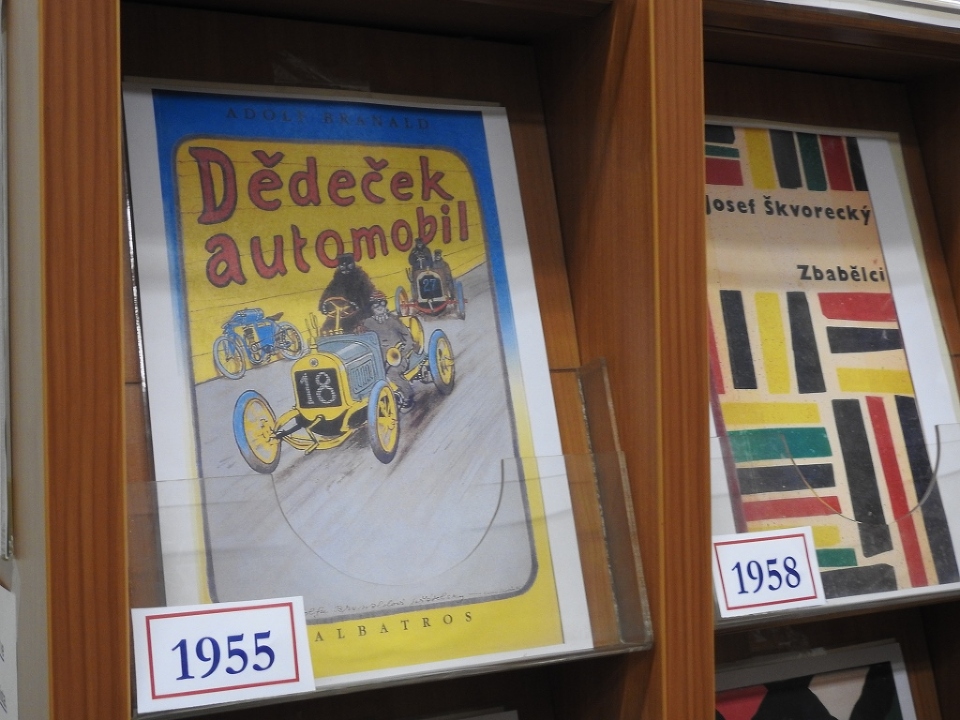 ADOLF BRANALD
Dědeček
automobil
27
18
ALBATROS
1955
Josef Škvorecký
Zbabělci
1958